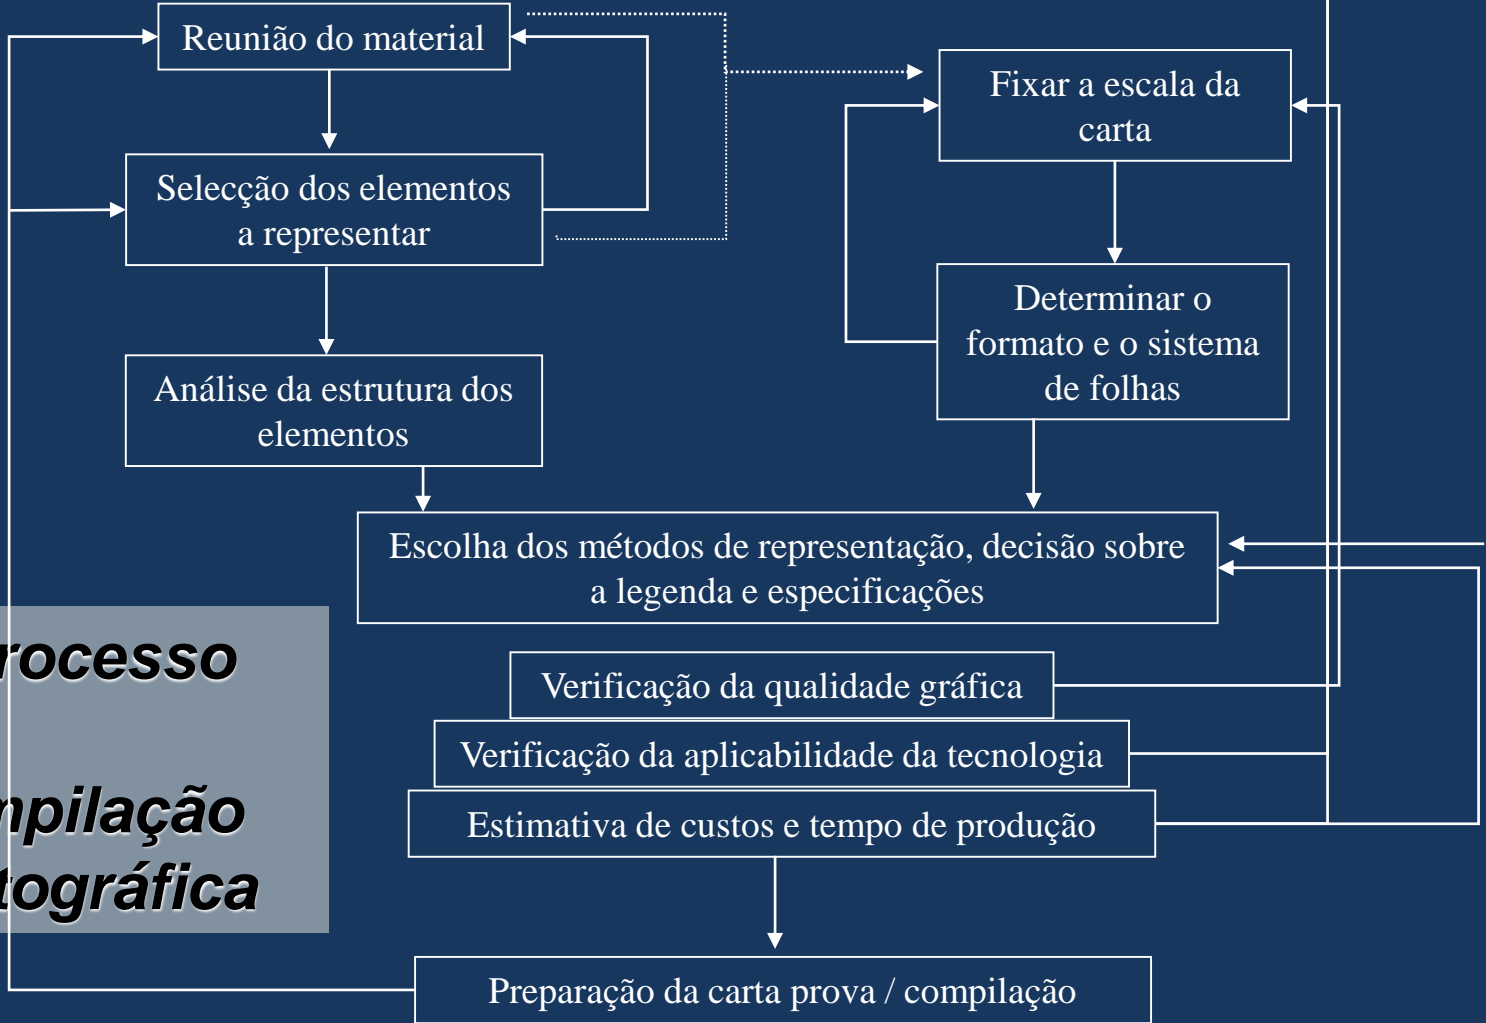 Reunião do material
Fixar a escala da
carta
Selecção dos elementos
a representar
Determinar o
formato e o sistema
de folhas
Análise da estrutura dos
elementos
Escolha dos métodos de representação, decisão sobre
a legenda e especificações
rocesso
Verificação da qualidade gráfica
Verificação da aplicabilidade da tecnologia
mpilação
Estimativa de custos e tempo de produção
tográfica
Preparação da carta prova / compilação